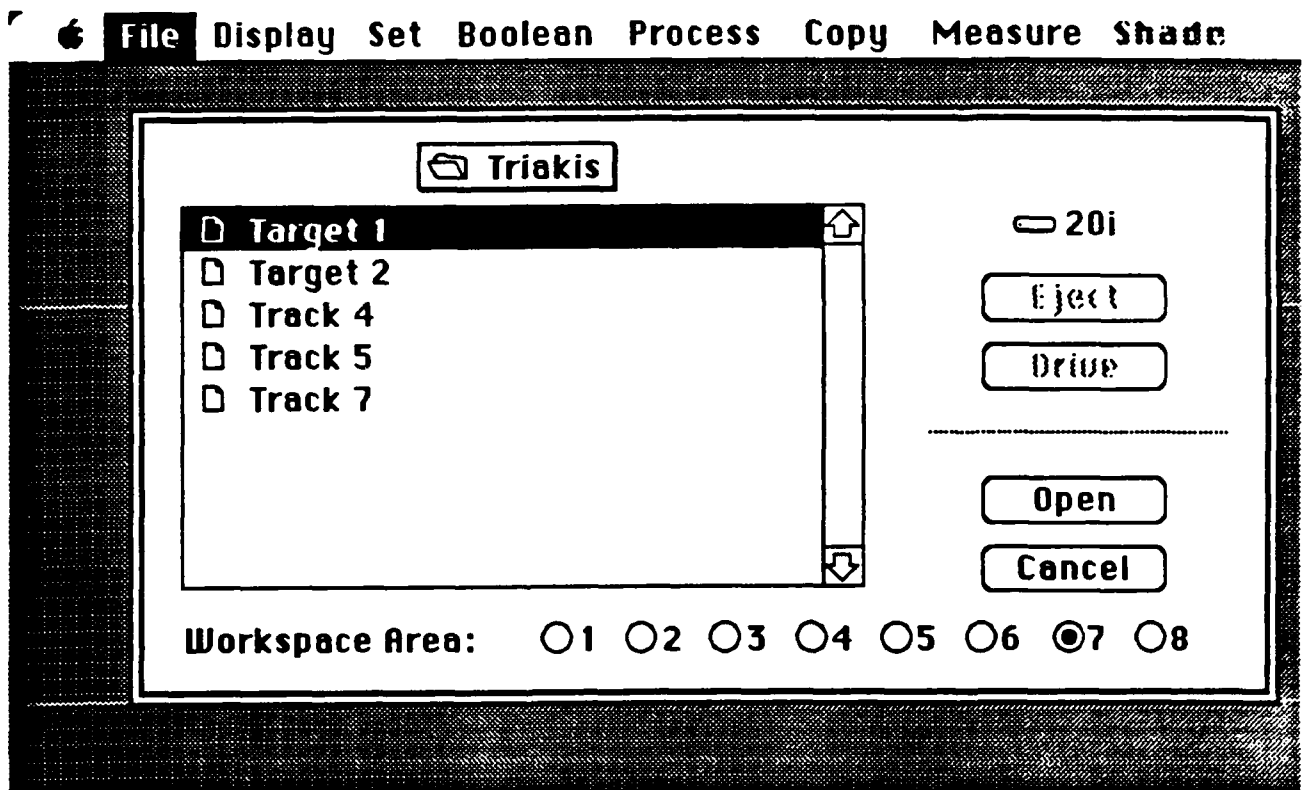 File Display Set Boolean Process Copy Measure Shade
Triakis
Target 1
Target 2
Track 4
Track 5
Track 7
20i
Eject
Drive
Open
Cancel
Workspace Area: 1 2 3 4 5 6 7 8